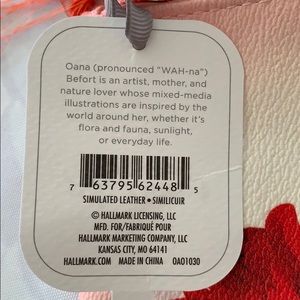 Oana (pronounced "WAH-na")
Befort is an artist, mother, and
nature lover whose mixed-media
illustrations are inspired by the
world around her, whether it's
flora and fauna, sunlight,
or everyday life.
7 63795 62448 5
SIMULATED LEATHER • SIMILICUIR
© HALLMARK LICENSING, LLC
MFD. FOR/FABRIQUÉ POUR
HALLMARK MARKETING COMPANY, LLC
KANSAS CITY, MO 64141
HALLMARK.COM • MADE IN CHINA OAO1030